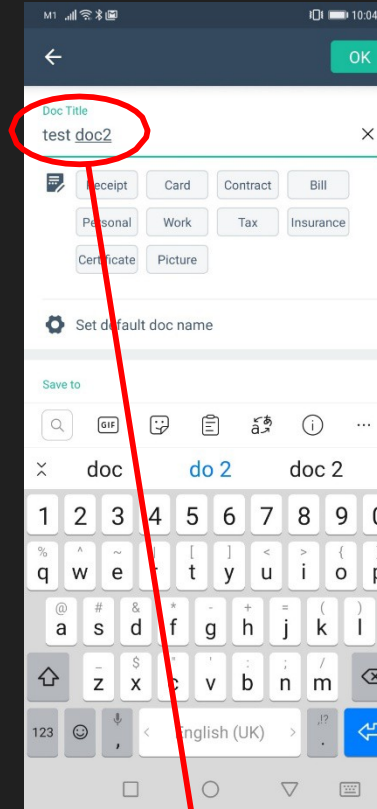 M1 10:04
OK
Doc Title
test doc2
Receipt Card Contract Bill
Personal Work Tax Insurance
Certificate Picture
Set default doc name
Save to
GIF
doc do 2 doc 2
1 2 3 4 5 6 7 8 9 0
% ^ ~ | [ ] < > {
q w e r t y u i o p
@ # & * - + = ( )
a s d f g h j k l
_ $ " ' : ; /
z x c v b n m
123 , < English (UK) > ,!? .